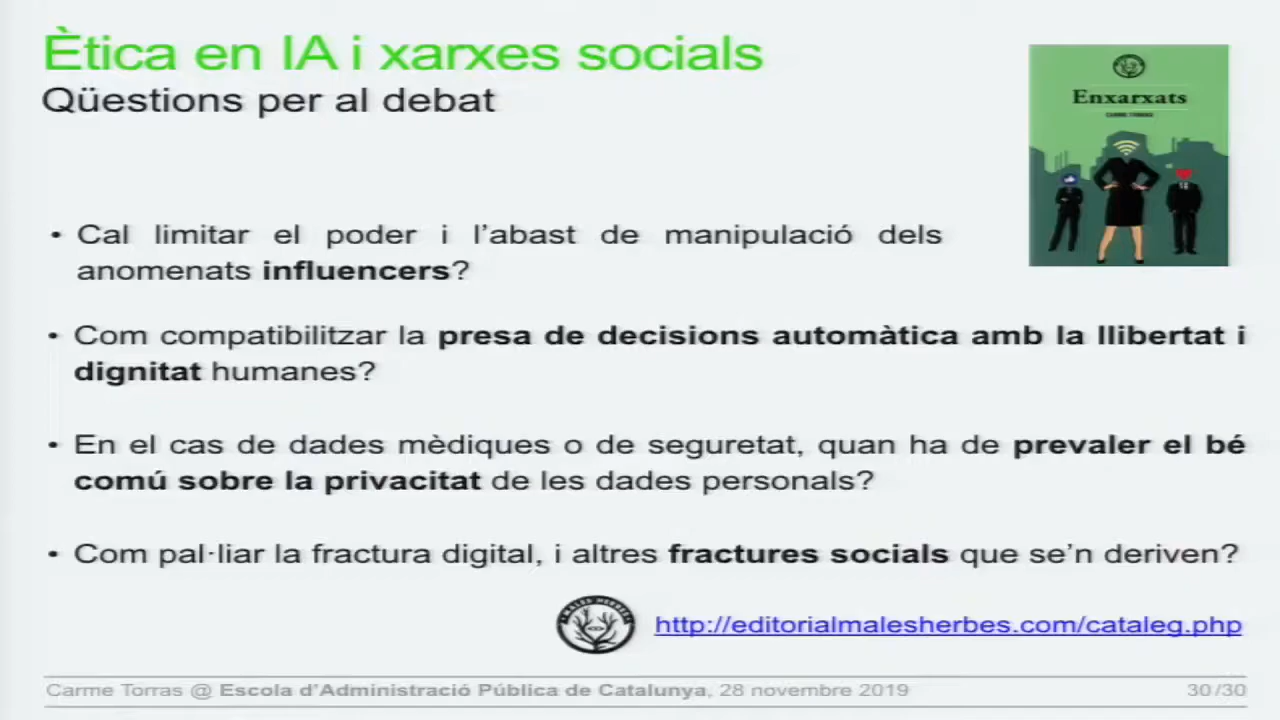 Ètica en IA i xarxes socials
Qüestions per al debat
Enxarxats
CARME TORRAS
• Cal limitar el poder i l’abast de manipulació dels
anomenats influencers?
• Com compatibilitzar la presa de decisions automàtica amb la llibertat i
dignitat humanes?
• En el cas de dades mèdiques o de seguretat, quan ha de prevaler el bé
comú sobre la privacitat de les dades personals?
• Com pal·liar la fractura digital, i altres fractures socials que se’n deriven?
MALES HERBES
http://editorialmalesherbes.com/cataleg.php
Carme Torras @ Escola d’Administració Pública de Catalunya, 28 novembre 2019
30/30